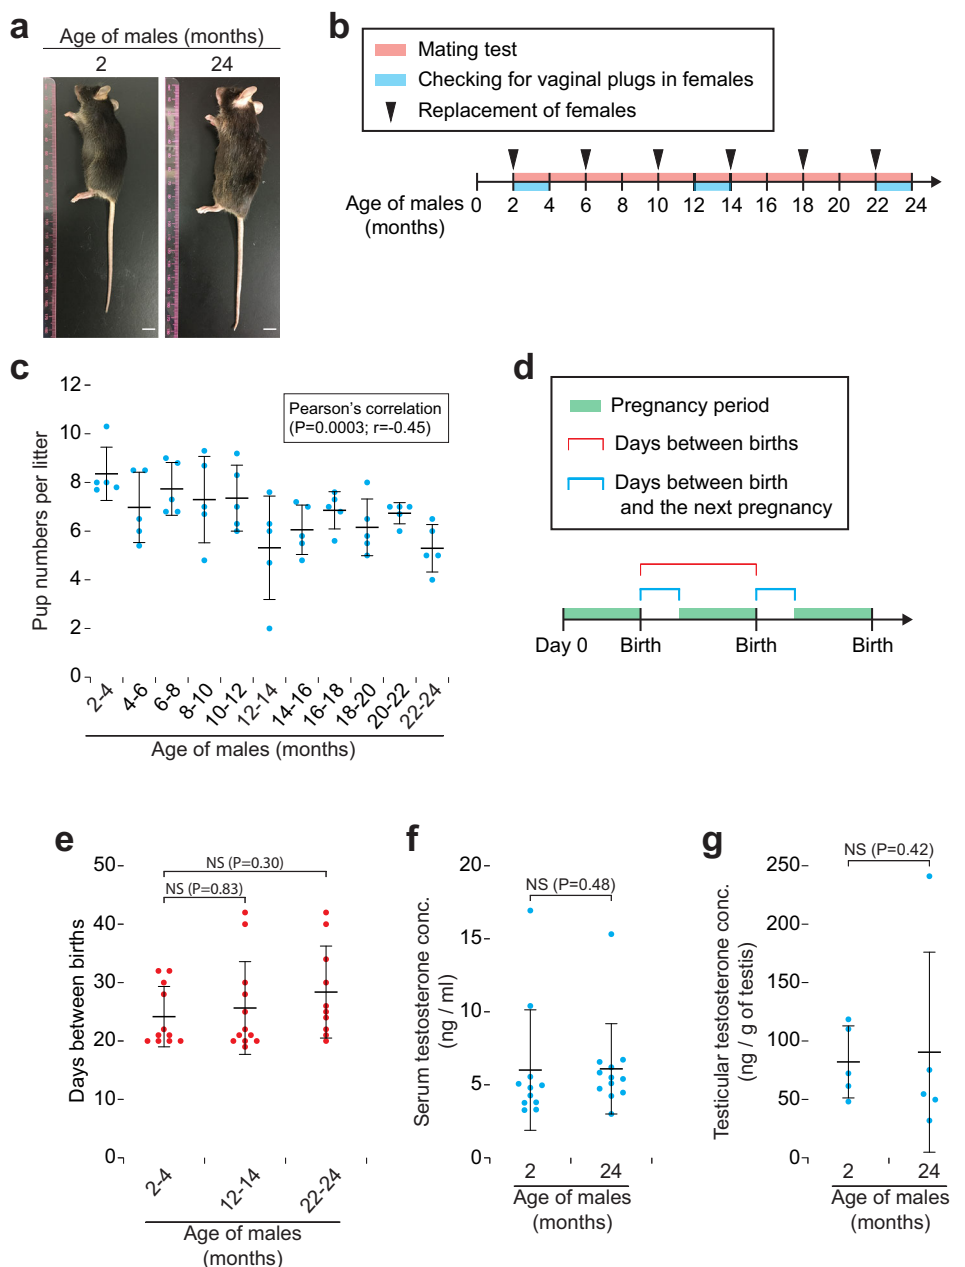 a
Age of males (months)
2
24
b
Mating test
Checking for vaginal plugs in females
Replacement of females
Age of males
(months)
0 2 4 6 8 10 12 14 16 18 20 22 24
c
Pup numbers per litter
12
10
8
6
4
2
0
Pearson's correlation
(P=0.0003; r=-0.45)
2-4 4-6 6-8 8-10 10-12 12-14 14-16 16-18 18-20 20-22 22-24
Age of males (months)
d
Pregnancy period
Days between births
Days between birth
and the next pregnancy
Day 0 Birth Birth Birth
e
Days between births
50
40
30
20
10
0
NS (P=0.30)
NS (P=0.83)
2-4 12-14 22-24
Age of males
(months)
f
Serum testosterone conc.
(ng / ml)
20
15
10
5
0
NS (P=0.48)
2 24
Age of males
(months)
g
Testicular testosterone conc.
(ng / g of testis)
250
200
150
100
50
0
NS (P=0.42)
2 24
Age of males
(months)